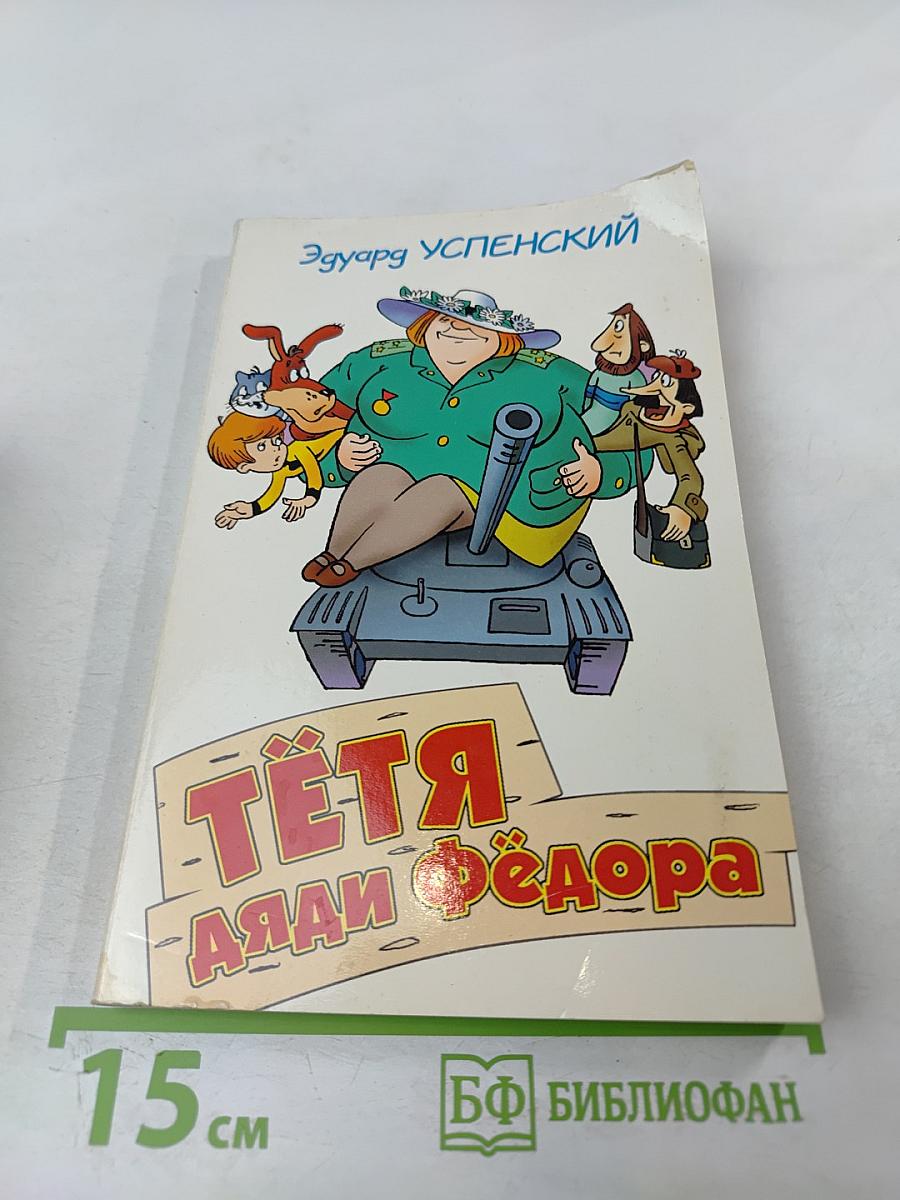 Эдуард УСПЕНСКИЙ
ТЁТЯ
ДЯДИ ФЁДОРА
15 см
БФ БИБЛИОФАН